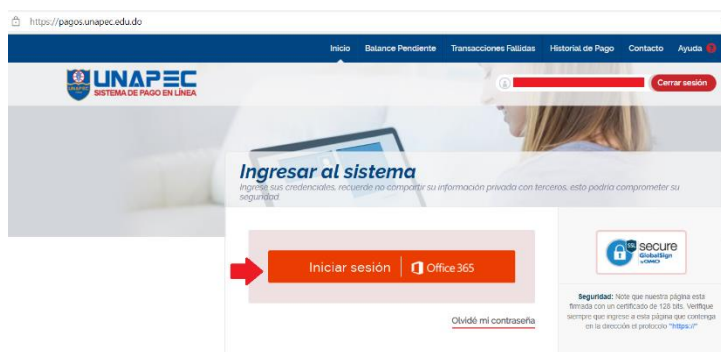 https://pagos.unapec.edu.do
Inicio Balance Pendiente Transacciones Fallidas Historial de Pago Contacto Ayuda ?
UNAPEC
SISTEMA DE PAGO EN LÍNEA
Cerrar sesión
Ingresar al sistema
Ingrese sus credenciales, recuerde no compartir su información privada con terceros, esto podría comprometer su
seguridad
Iniciar sesión | Office 365
Olvidé mi contraseña
SSL
secure
GlobalSign
by GMO
Seguridad: Note que nuestra página esta
firmada con un certificado de 128
bits. Verifique
siempre que ingrese a esta página que contenga
en la dirección el protocolo "https://"